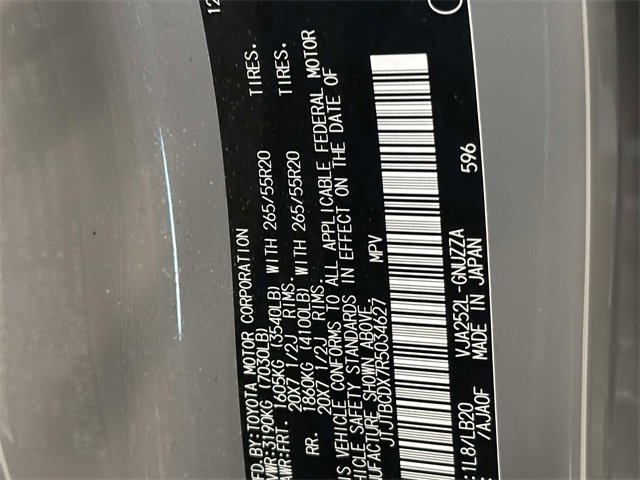 12
MFD.BY:TOYOTA MOTOR CORPORATION
GVWR:3190KG (7030LB)
GAWR:FRT. 1605KG (3540LB) WITH 265/55R20 TIRES.
20X7 1/2J RIMS.
RR. 1860KG (4100LB) WITH 265/55R20 TIRES.
20X7 1/2J RIMS.
THIS VEHICLE CONFORMS TO ALL APPLICABLE FEDERAL MOTOR
VEHICLE SAFETY STANDARDS IN EFFECT ON THE DATE OF
MANUFACTURE SHOWN ABOVE.
JTJTBCDX7R5034627 MPV
:1L8/LB20 VJA252L-GNUZZA
/AJA0F MADE IN JAPAN 596